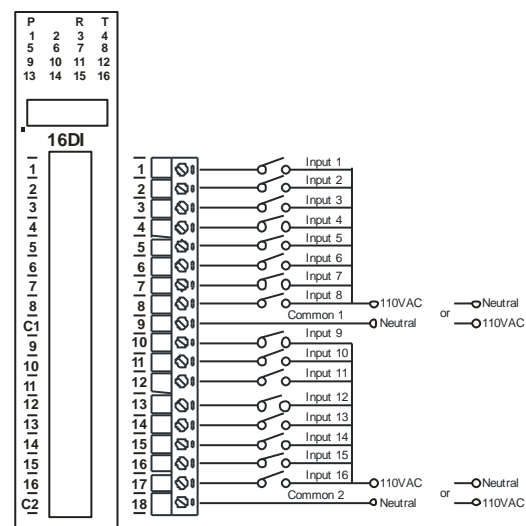 P R T
1 2 3 4
5 6 7 8
9 10 11 12
13 14 15 16
16DI
1 1 Input 1
2 2 Input 2
3 3 Input 3
4 4 Input 4
5 5 Input 5
6 6 Input 6
7 7 Input 7
8 8 Input 8 110VAC or Neutral
C1 9 Common 1 Neutral 110VAC
9 10 Input 9
10 11 Input 10
11 12 Input 11
12 13 Input 12
13 14 Input 13
14 15 Input 14
15 16 Input 15
16 17 Input 16 110VAC or Neutral
C2 18 Common 2 Neutral 110VAC